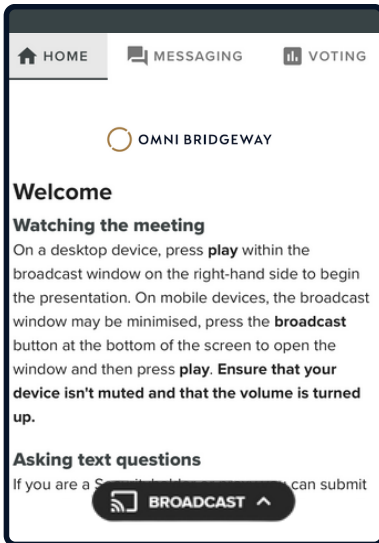 HOME MESSAGING VOTING
OMNI BRIDGEWAY
Welcome
Watching the meeting
On a desktop device, press play within the
broadcast window on the right-hand side to begin
the presentation. On mobile devices, the broadcast
window may be minimised, press the broadcast
button at the bottom of the screen to open the
window and then press play. Ensure that your
device isn't muted and that the volume is turned
up.
Asking text questions
If you are a can submit
BROADCAST